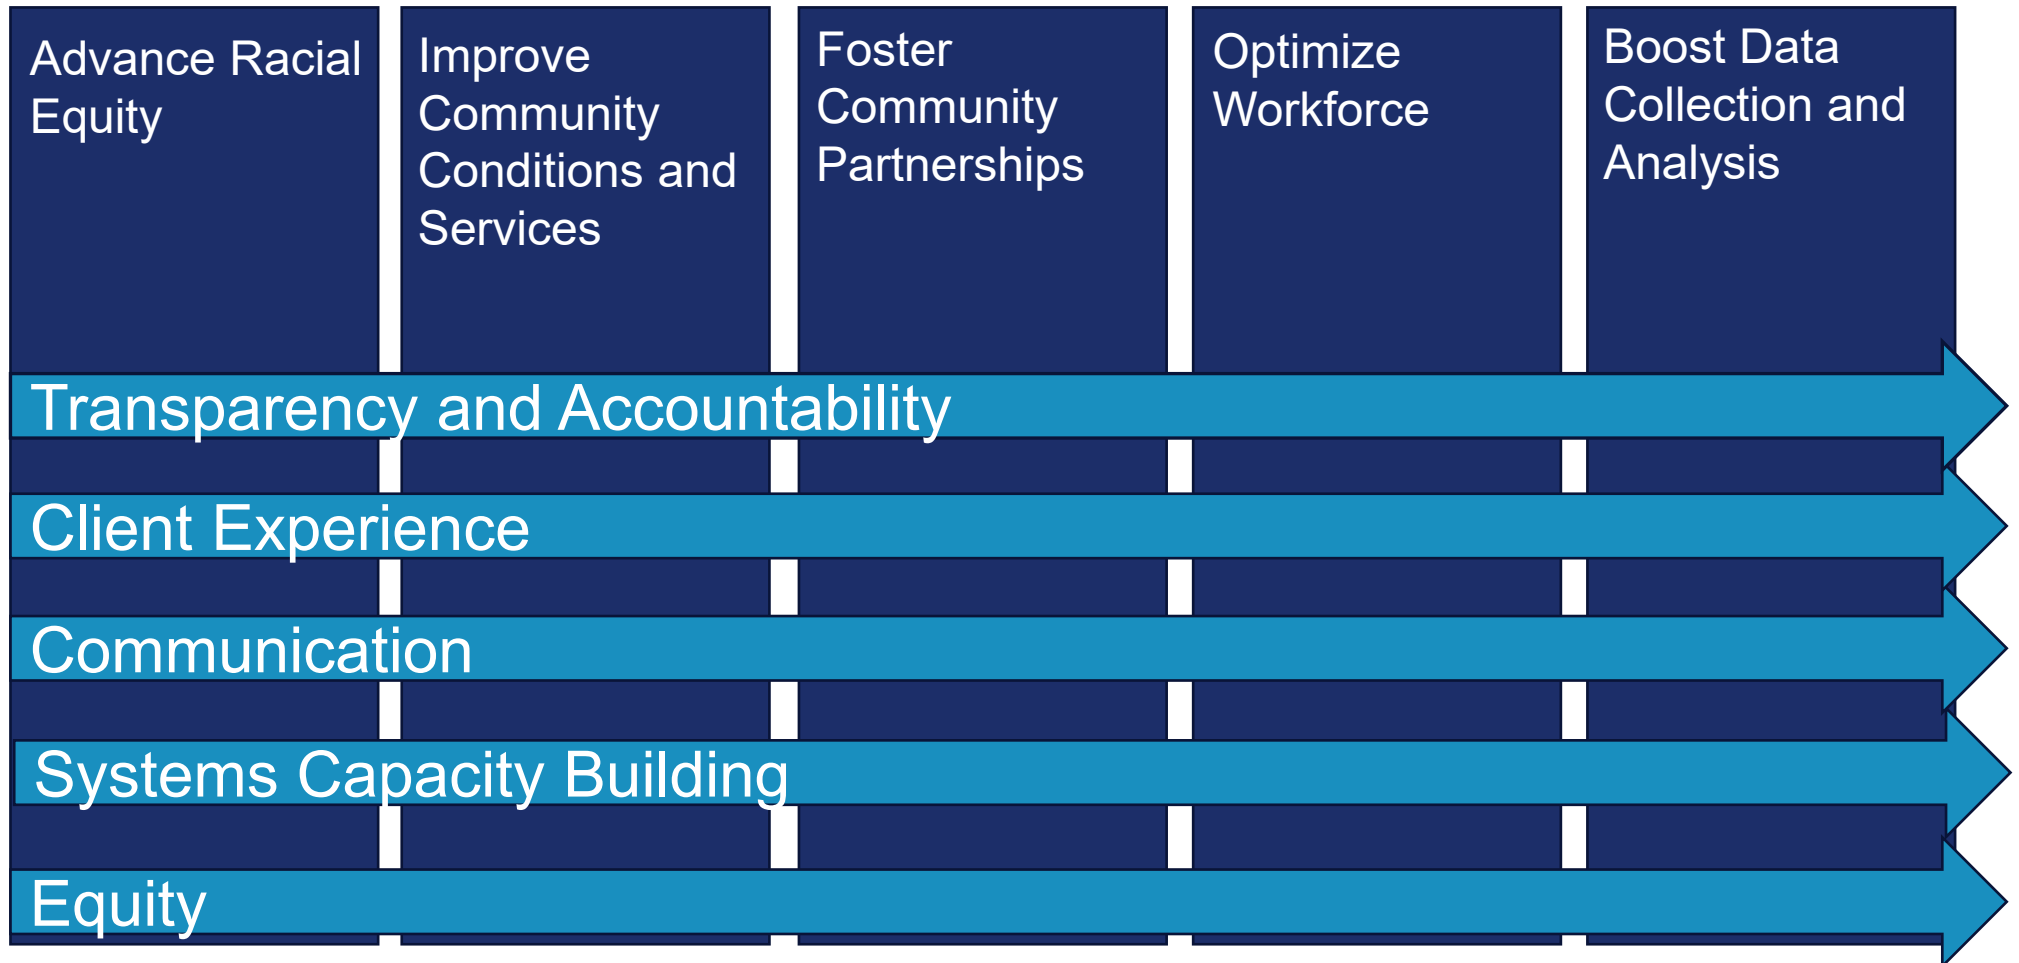 Advance Racial
Equity
Improve
Community
Conditions and
Services
Foster
Community
Partnerships
Optimize
Workforce
Boost Data
Collection and
Analysis
Transparency and Accountability
Client Experience
Communication
Systems Capacity Building
Equity